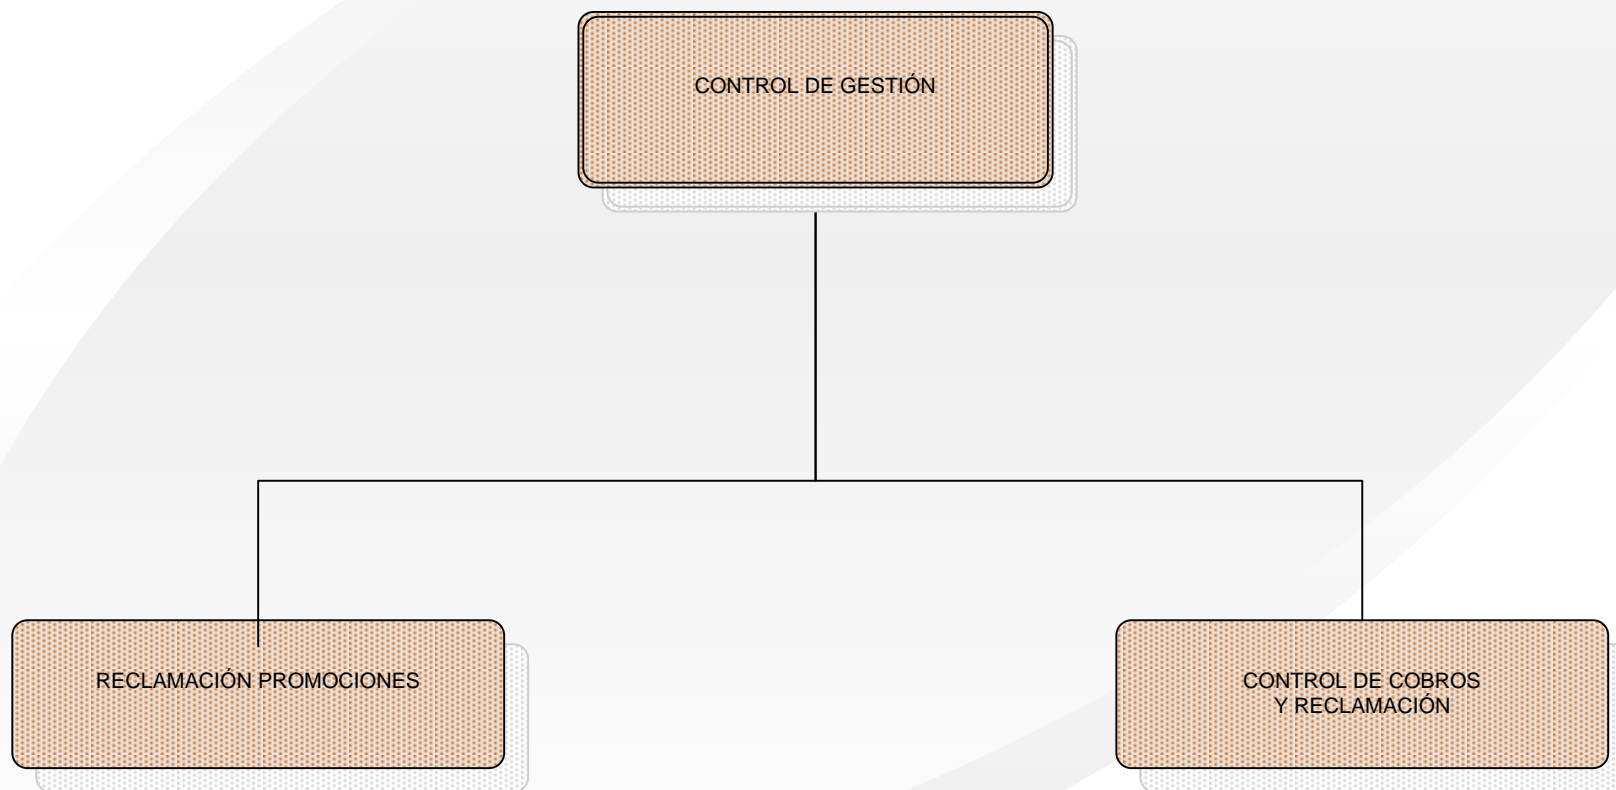 CONTROL DE GESTIÓN
RECLAMACIÓN PROMOCIONES
CONTROL DE COBROS
Y RECLAMACIÓN